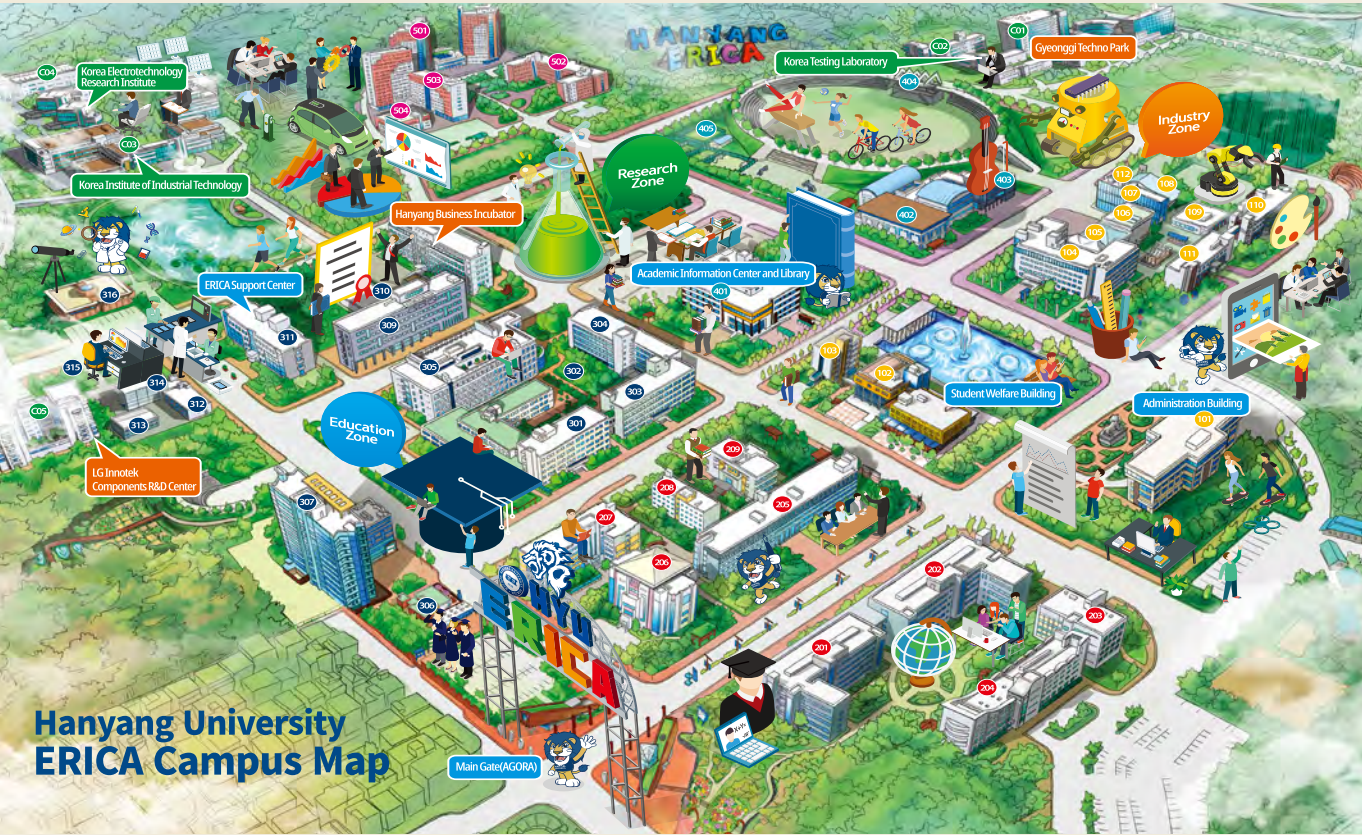 HANYANG
ERICA
501
502
503
504
C04
Korea Electrotechnology
Research Institute
C03
Korea Institute of Industrial Technology
C02
C01
Gyeonggi Techno Park
Korea Testing Laboratory
404
405
Research
Zone
Industry
Zone
403
402
112
107
108
106
109
110
105
104
111
Hanyang Business Incubator
Academic Information Center and Library
401
ERICA Support Center
316
310
309
311
304
305
302
303
301
315
314
312
313
C05
LG Innotek
Components R&D Center
Education
Zone
307
103
102
Student Welfare Building
Administration Building
101
209
208
205
207
206
202
203
201
204
306
HYU
ERICA
X+Y=
Main Gate(AGORA)
Hanyang University
ERICA Campus Map